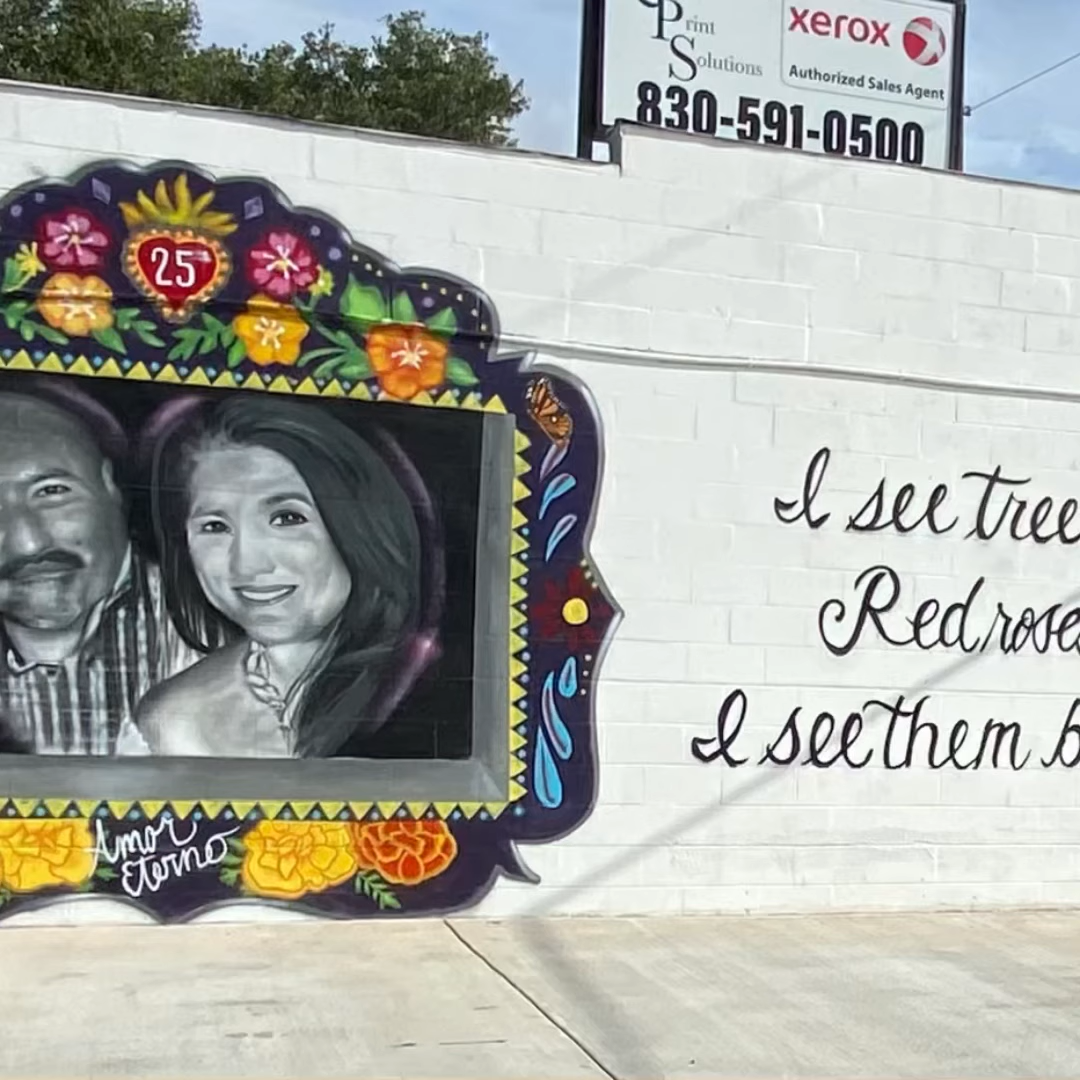 Print
Solutions
xerox
Authorized Sales Agent
830-591-0500
25
I see tree
Red rose
I see them b
Amor
Eterno